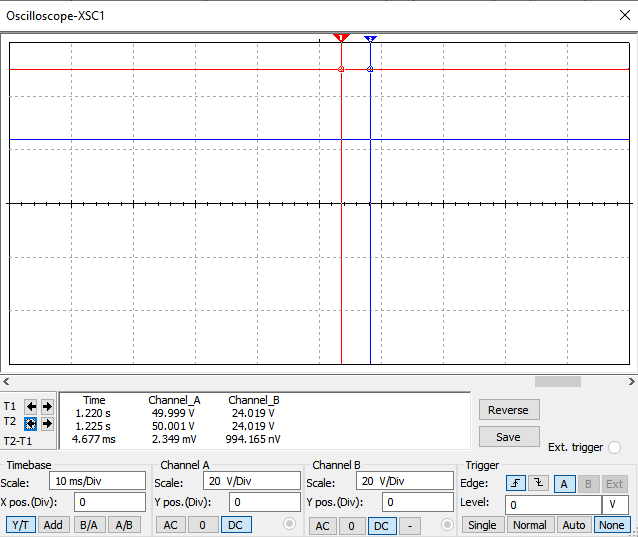 Oscilloscope-XSC1
1 2
T1
T2
T2-T1
Time Channel_A Channel_B
1.220 s 49.999 V 24.019 V
1.225 s 50.001 V 24.019 V
4.677 ms 2.349 mV 994.165 nV
Reverse
Save
Ext. trigger
Timebase
Scale: 10 ms/Div
X pos.(Div): 0
Y/T Add B/A A/B
Channel A
Scale: 20 V/Div
Y pos.(Div): 0
AC 0 DC
Channel B
Scale: 20 V/Div
Y pos.(Div): 0
AC 0 DC -
Trigger
Edge: A B Ext
Level: 0 V
Single Normal Auto None